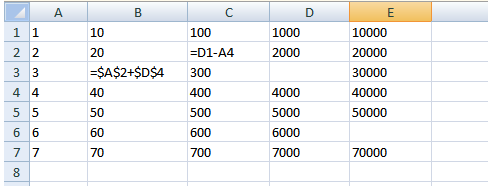 A B C D E
1 1 10 100 1000 10000
2 2 20 =D1-A4 2000 20000
3 3 =$A$2+$D$4 300 30000
4 4 40 400 4000 40000
5 5 50 500 5000 50000
6 6 60 600 6000
7 7 70 700 7000 70000
8